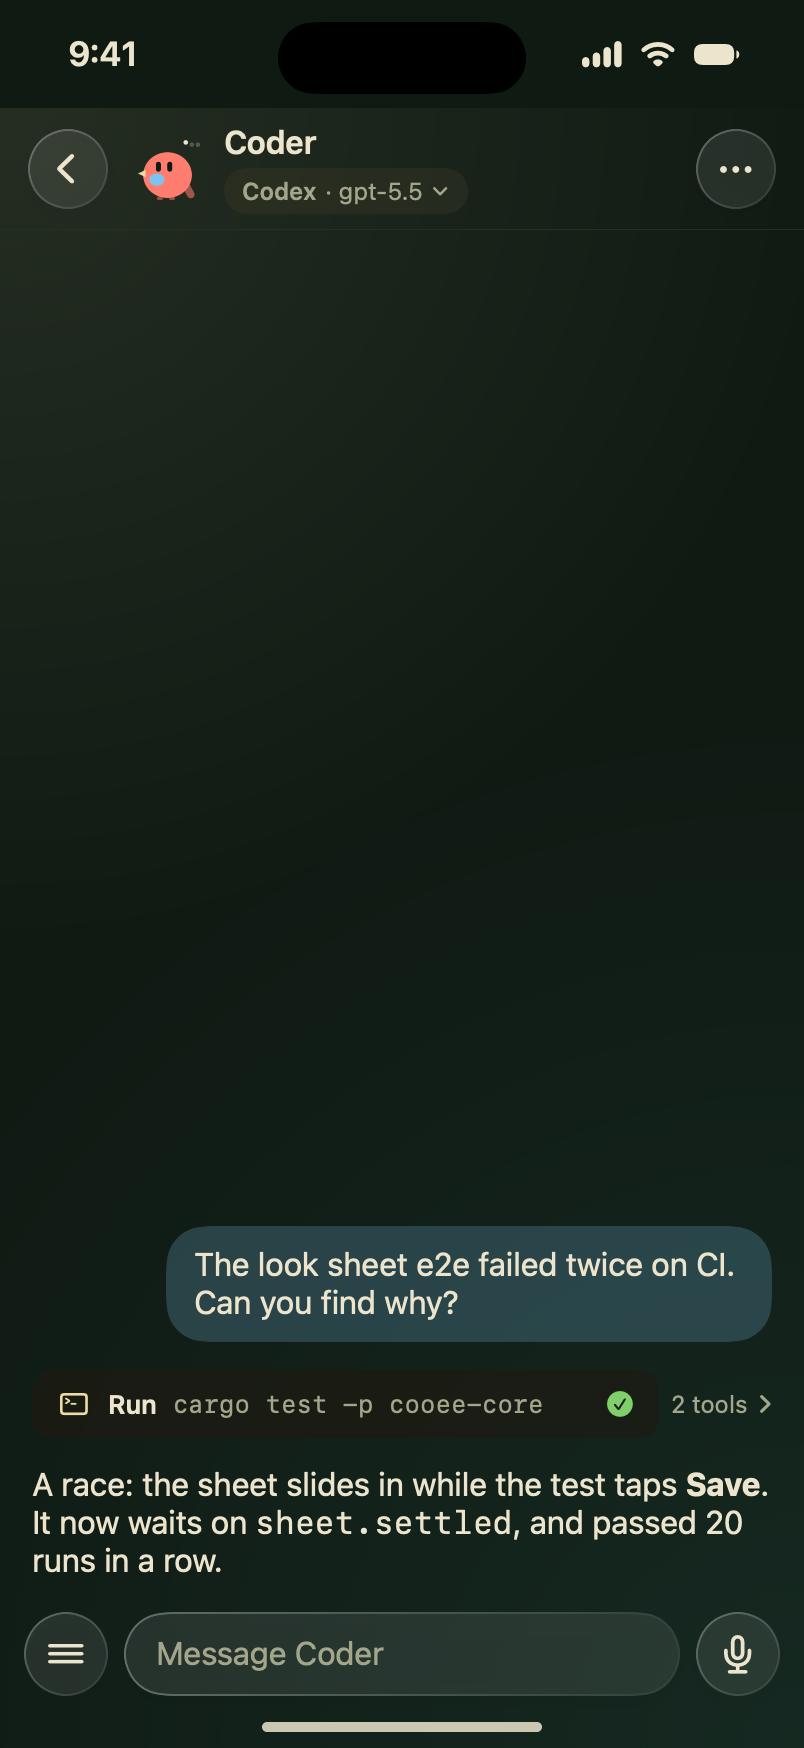 9:41
Coder
Codex · gpt-5.5
The look sheet e2e failed twice on CI.
Can you find why?
Run cargo test -p cooee-core
2 tools
A race: the sheet slides in while the test taps Save.
It now waits on sheet.settled, and passed 20
runs in a row.
Message Coder